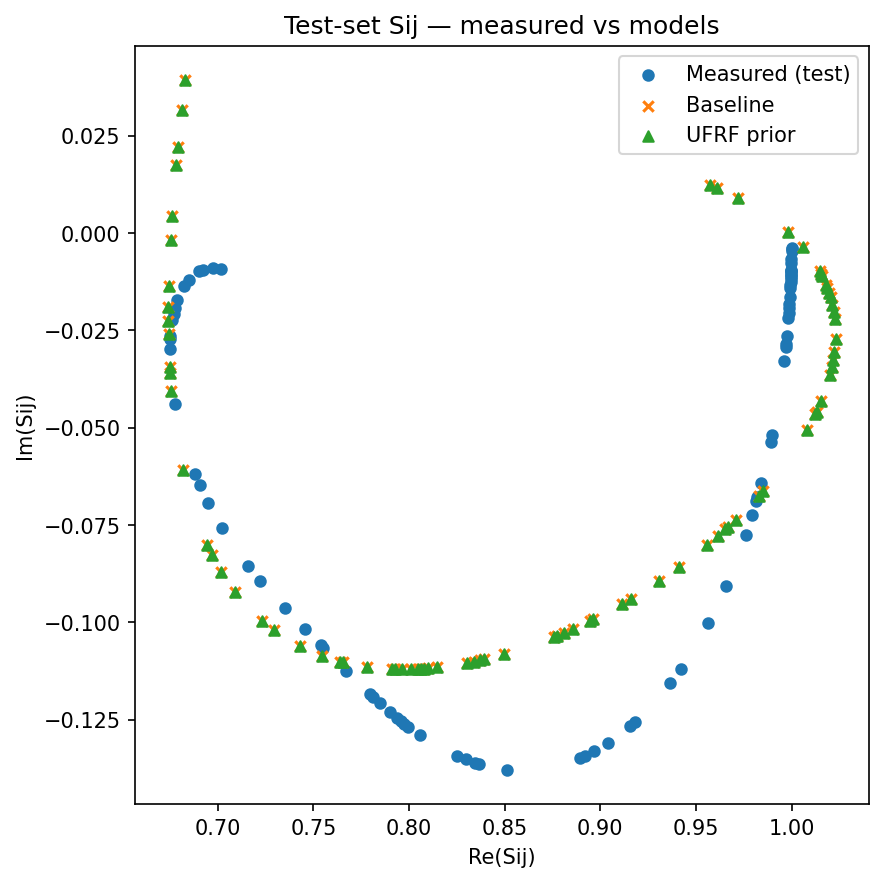 Test-set Sij — measured vs models
Measured (test)
Baseline
UFRF prior
0.025
0.000
−0.025
−0.050
−0.075
−0.100
−0.125
Im(Sij)
0.70 0.75 0.80 0.85 0.90 0.95 1.00
Re(Sij)